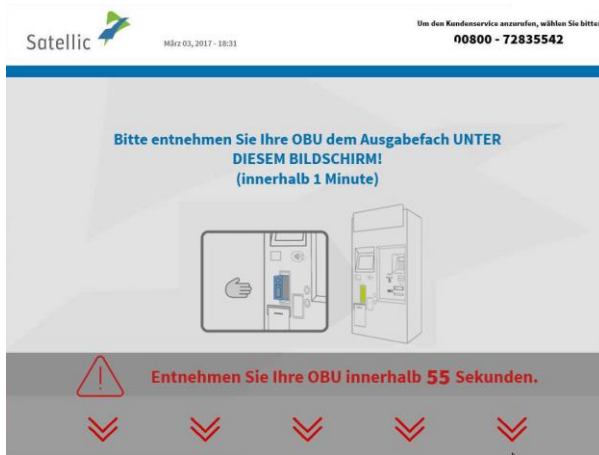 Satellic
März 03, 2017 - 18:31
Um den Kundenservice anzurufen, wählen Sie bitte:
00800 - 72835542
Bitte entnehmen Sie Ihre OBU dem Ausgabefach UNTER
DIESEM BILDSCHIRM!
(innerhalb 1 Minute)
Entnehmen Sie Ihre OBU innerhalb 55 Sekunden.